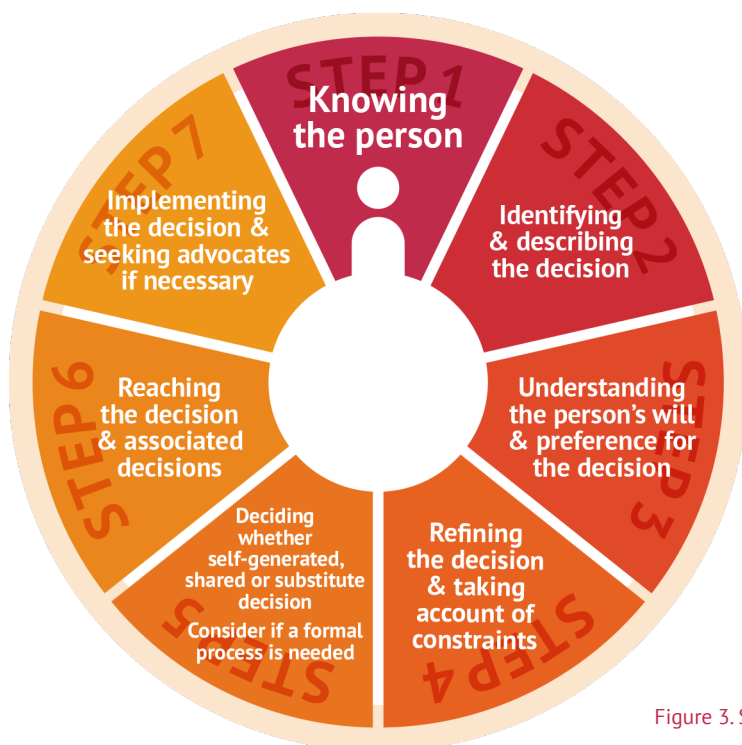 STEP 1
Knowing
the person
STEP 2
Identifying
& describing
the decision
STEP 3
Understanding
the person’s will
& preference for
the decision
STEP 4
Refining
the decision
& taking
account of
constraints
STEP 5
Deciding
whether
self-generated,
shared or substitute
decision
Consider if a formal
process is needed
STEP 6
Reaching
the decision
& associated
decisions
STEP 7
Implementing
the decision &
seeking advocates
if necessary
Figure 3. S